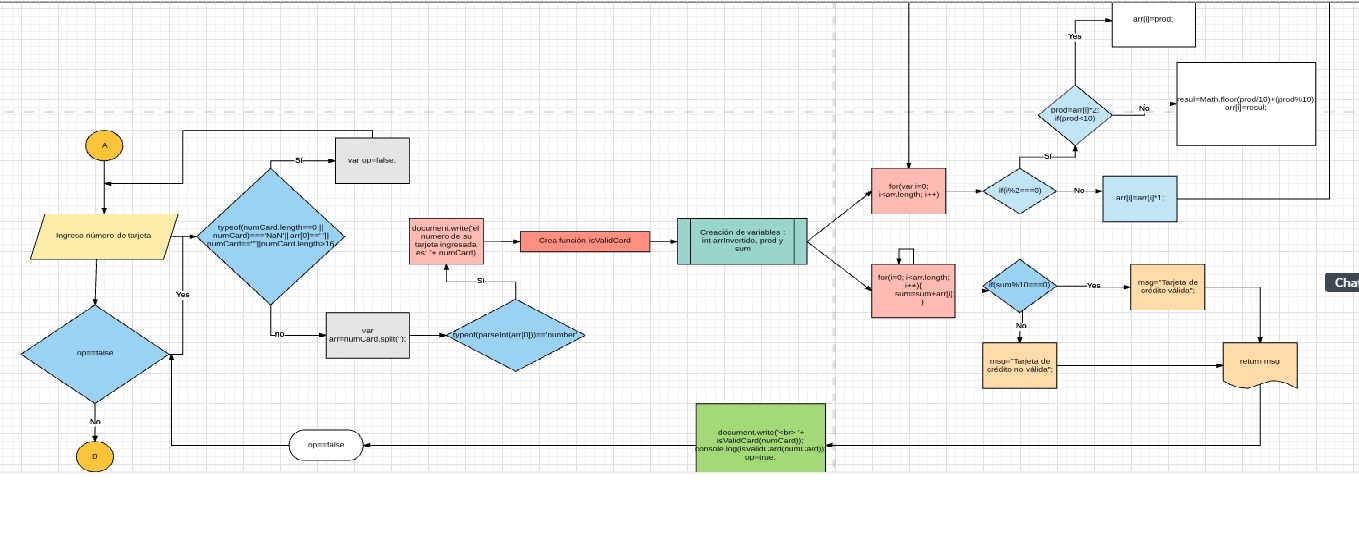 A
Ingreso número de tarjeta
op==false
Yes
No
B
typeof(numCard.length==0 ||
numCard)==='NaN'||arr[0]==' '||
numCard==""||numCard.length>16
Sí
var op=false.
no
var
arr=numCard.split('');
typeof(parseInt(arr[0]))=='number'
Sí
document.write('el
número de su
tarjeta ingresada
es: '+ numCard)
Crea función isValidCard
Creación de variables :
int arrInvertido, prod y
sum
for(var i=0;
i<arr.length; i++)
if(i%2===0)
Sí
No
arr[i]=arr[i]*1;
prod=arr[i]*2;
if(prod<10)
Yes
arr[i]=prod;
No
resul=Math.floor(prod/10)+(prod%10);
arr[i]=resul;
for(i=0; i<arr.length;
i++){
sum=sum+arr[i];
}
if(sum%10===0)
Yes
msg="Tarjeta de
crédito válida";
No
msg="Tarjeta de
crédito no válida";
return msg
document.write('<br> '+
isValidCard(numCard));
console.log(isValidCard(numCard))
op=true.
op==false
Chat